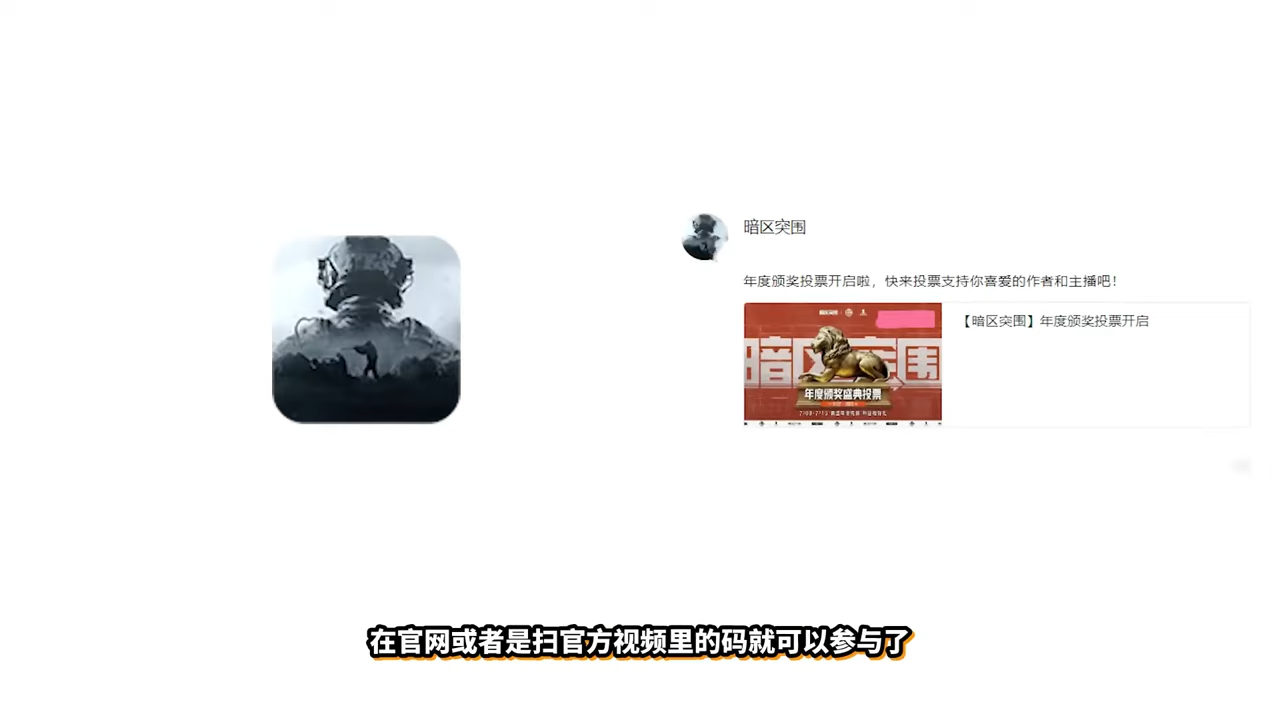 暗区突围
年度颁奖投票开启啦，快来投票支持你喜爱的作者和主播吧！
【暗区突围】年度颁奖投票开启
暗区突围
年度颁奖盛典投票
在官网或者是扫官方视频里的码就可以参与了